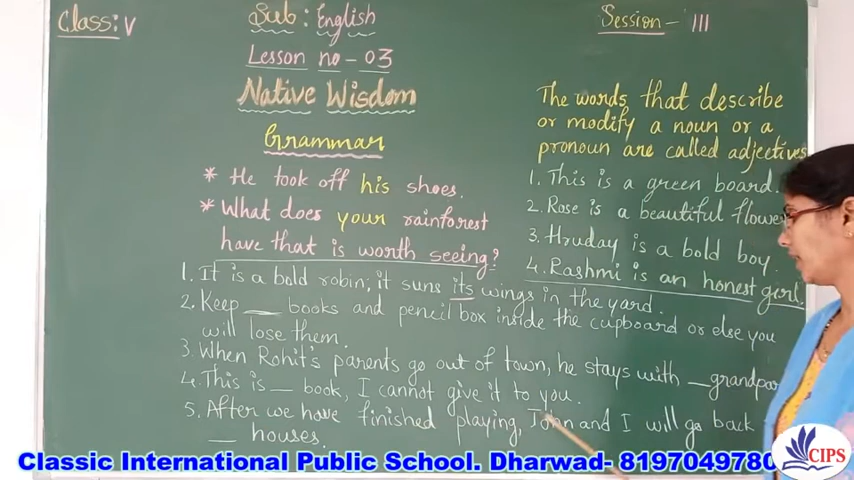 Class: V
Sub: English
Session - III
Lesson no - 03
Native Wisdom
Grammar
* He took off his shoes.
* What does your rainforest
have that is worth seeing?
The words that describe
or modify a noun or a
pronoun are called adjectives
1. This is a green board.
2. Rose is a beautiful flower
3. Hruday is a bold boy.
4. Rashmi is an honest girl.
1. It is a bold robin; it suns its wings in the yard.
2. Keep __ books and pencil box inside the cupboard or else you
will lose them.
3. When Rohit's parents go out of town, he stays with __ grandpar
4. This is __ book, I cannot give it to you.
5. After we have finished playing, John and I will go back
__ houses.
Classic International Public School. Dharwad- 8197049780
CIPS